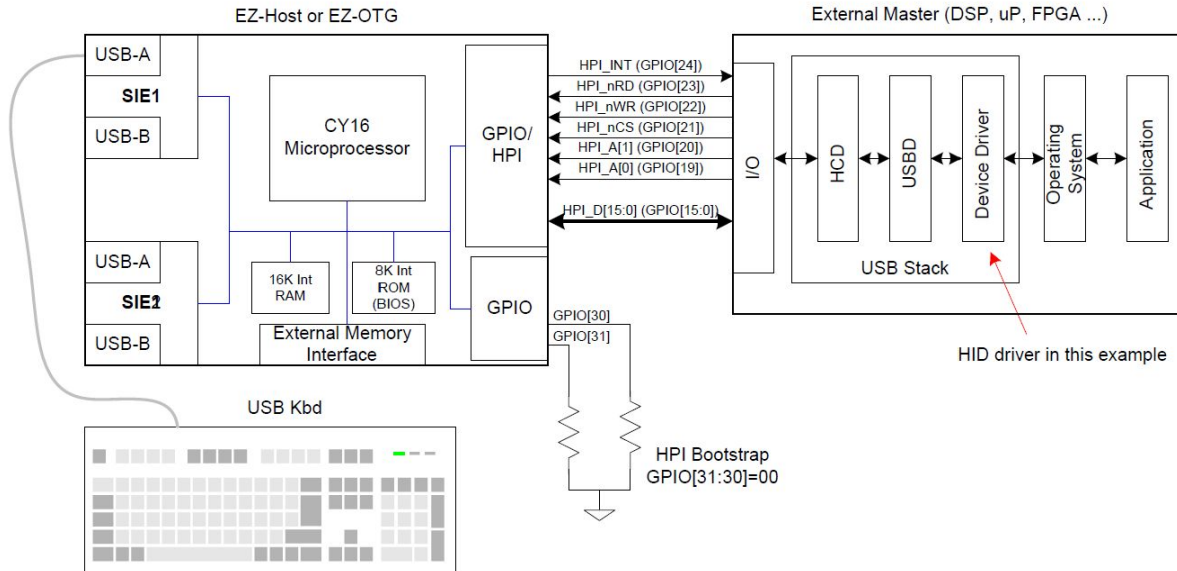 EZ-Host or EZ-OTG
External Master (DSP, uP, FPGA ...)
USB-A
SIE1
USB-B
CY16
Microprocessor
GPIO/
HPI
HPI_INT (GPIO[24])
HPI_nRD (GPIO[23])
HPI_nWR (GPIO[22])
HPI_nCS (GPIO[21])
HPI_A[1] (GPIO[20])
HPI_A[0] (GPIO[19])
HPI_D[15:0] (GPIO[15:0])
I/O
HCD
USBD
Device Driver
USB Stack
Operating
System
Application
USB-A
USB-B
16K Int
RAM
8K Int
ROM
(BIOS)
External Memory
Interface
GPIO
GPIO[30]
GPIO[31]
HID driver in this example
USB Kbd
HPI Bootstrap
GPIO[31:30]=00